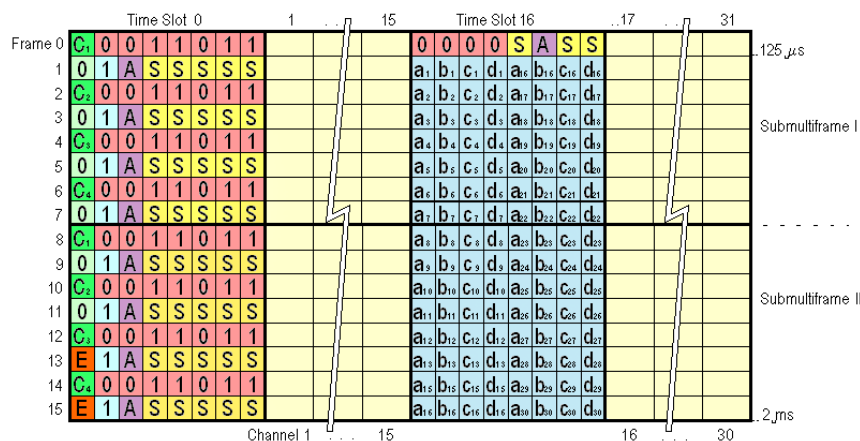 Time Slot 0 1 ... 15 Time Slot 16 ..17 31
Frame 0 C₁ 0 0 1 1 0 1 1 0 0 0 0 S A S S ..125 µs
1 0 1 A S S S S S a₁ b₁ c₁ d₁ a₁₆ b₁₆ c₁₆ d₁₆
2 C₂ 0 0 1 1 0 1 1 a₂ b₂ c₂ d₂ a₁₇ b₁₇ c₁₇ d₁₇
3 0 1 A S S S S S a₃ b₃ c₃ d₃ a₁₈ b₁₈ c₁₈ d₁₈
4 C₃ 0 0 1 1 0 1 1 a₄ b₄ c₄ d₄ a₁₉ b₁₉ c₁₉ d₁₉ Submultiframe I
5 0 1 A S S S S S a₅ b₅ c₅ d₅ a₂₀ b₂₀ c₂₀ d₂₀
6 C₄ 0 0 1 1 0 1 1 a₆ b₆ c₆ d₆ a₂₁ b₂₁ c₂₁ d₂₁
7 0 1 A S S S S S a₇ b₇ c₇ d₇ a₂₂ b₂₂ c₂₂ d₂₂
8 C₁ 0 0 1 1 0 1 1 a₈ b₈ c₈ d₈ a₂₃ b₂₃ c₂₃ d₂₃
9 0 1 A S S S S S a₉ b₉ c₉ d₉ a₂₄ b₂₄ c₂₄ d₂₄
10 C₂ 0 0 1 1 0 1 1 a₁₀ b₁₀ c₁₀ d₁₀ a₂₅ b₂₅ c₂₅ d₂₅ Submultiframe II
11 0 1 A S S S S S a₁₁ b₁₁ c₁₁ d₁₁ a₂₆ b₂₆ c₂₆ d₂₆
12 C₃ 0 0 1 1 0 1 1 a₁₂ b₁₂ c₁₂ d₁₂ a₂₇ b₂₇ c₂₇ d₂₇
13 E 1 A S S S S S a₁₃ b₁₃ c₁₃ d₁₃ a₂₈ b₂₈ c₂₈ d₂₈
14 C₄ 0 0 1 1 0 1 1 a₁₅ b₁₅ c₁₅ d₁₅ a₂₉ b₂₉ c₂₉ d₂₉
15 E 1 A S S S S S a₁₆ b₁₆ c₁₆ d₁₆ a₃₀ b₃₀ c₃₀ d₃₀ ..2 ms
Channel 1 ... 15 16 ... 30